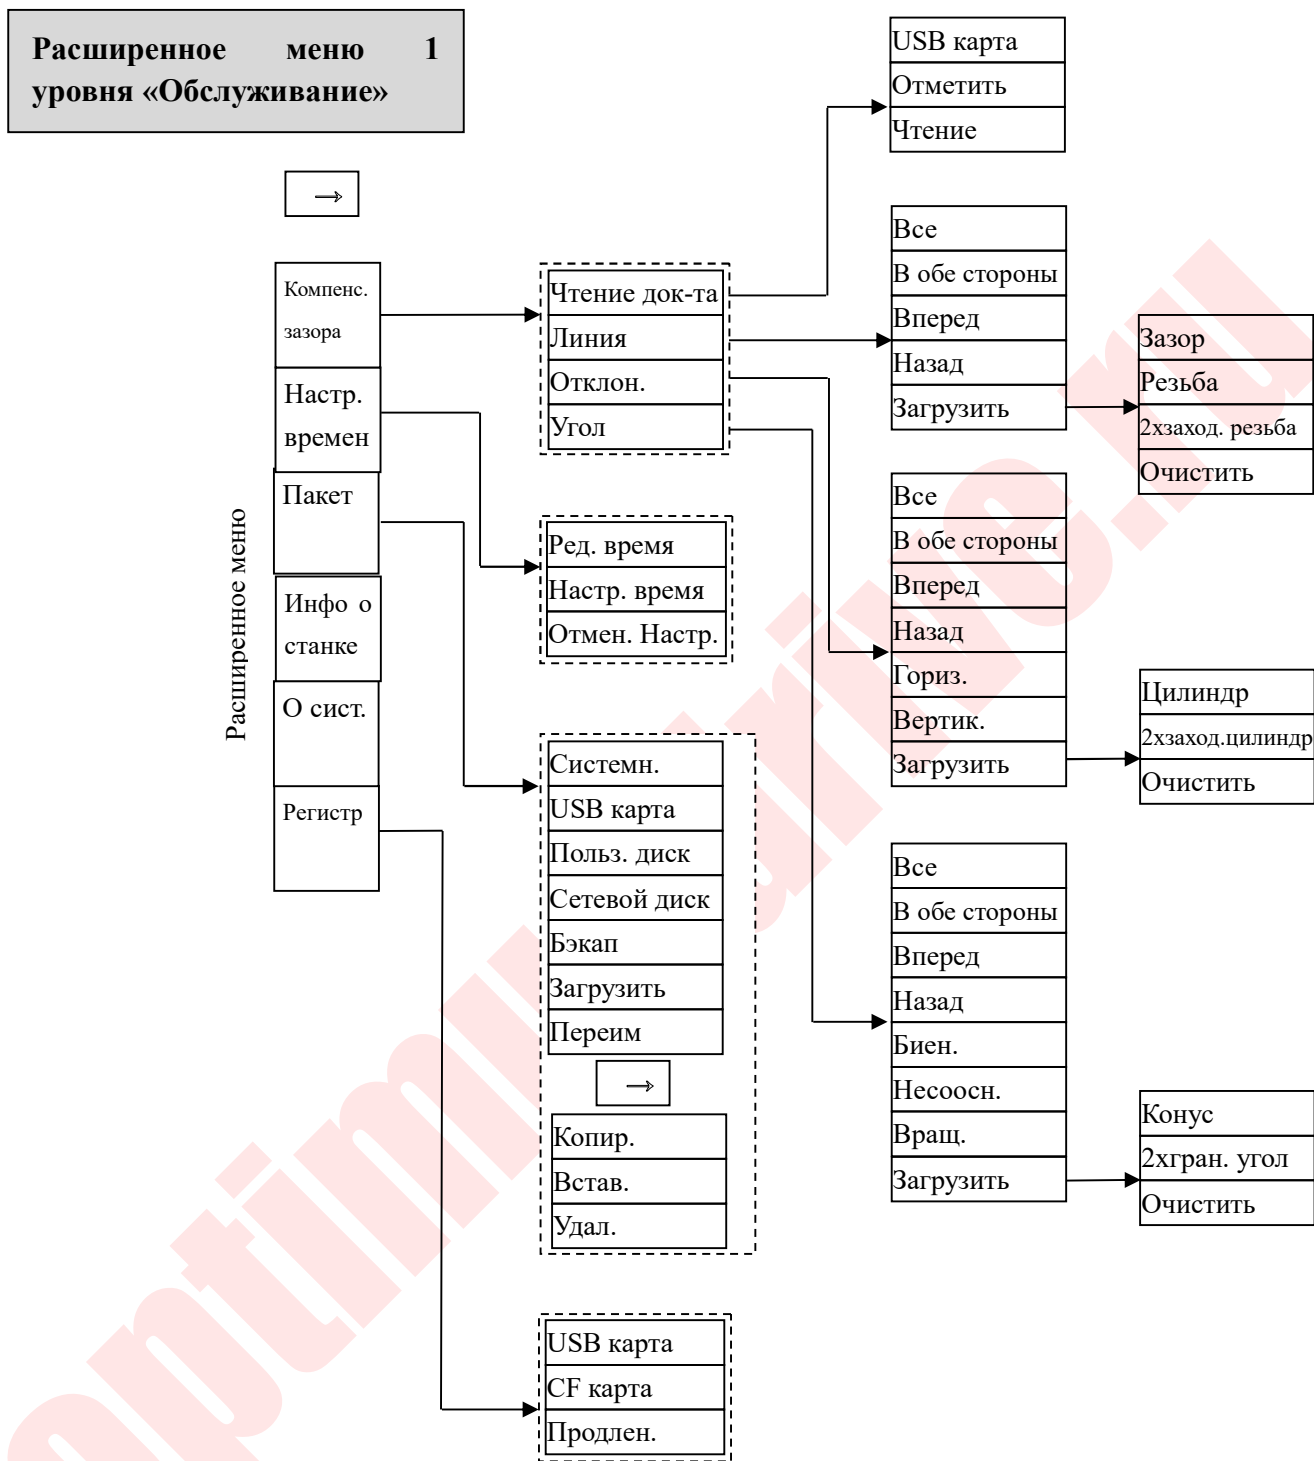 Расширенное меню 1
уровня «Обслуживание»
→
Расширенное меню
Компенс.
зазора
Настр.
времен
Пакет
Инфо о
станке
О сист.
Регистр
Чтение док-та
Линия
Отклон.
Угол
Ред. время
Настр. время
Отмен. Настр.
Системн.
USB карта
Польз. диск
Сетевой диск
Бэкап
Загрузить
Переим
→
Копир.
Встав.
Удал.
USB карта
CF карта
Продлен.
USB карта
Отметить
Чтение
Все
В обе стороны
Вперед
Назад
Загрузить
Зазор
Резьба
2хзаход. резьба
Очистить
Все
В обе стороны
Вперед
Назад
Гориз.
Вертик.
Загрузить
Цилиндр
2хзаход.цилиндр
Очистить
Все
В обе стороны
Вперед
Назад
Биен.
Несоосн.
Вращ.
Загрузить
Конус
2хгран. угол
Очистить